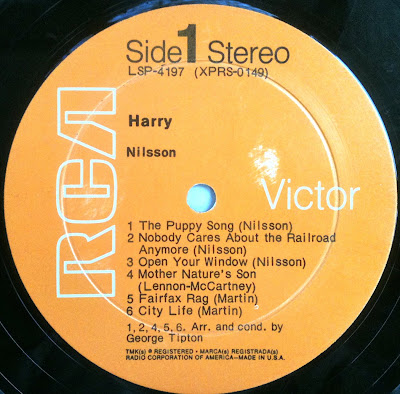 Side 1 Stereo
LSP-4197 (XPRS-0149)
Harry
Nilsson
RCA
Victor
1 The Puppy Song (Nilsson)
2 Nobody Cares About the Railroad
Anymore (Nilsson)
3 Open Your Window (Nilsson)
4 Mother Nature's Son
(Lennon-McCartney)
5 Fairfax Rag (Martin)
6 City Life (Martin)
1, 2, 4, 5, 6. Arr. and cond. by
George Tipton
TMK(s) ® REGISTERED • MARCA(s) REGISTRADA(s)
RADIO CORPORATION OF AMERICA—MADE IN U.S.A.